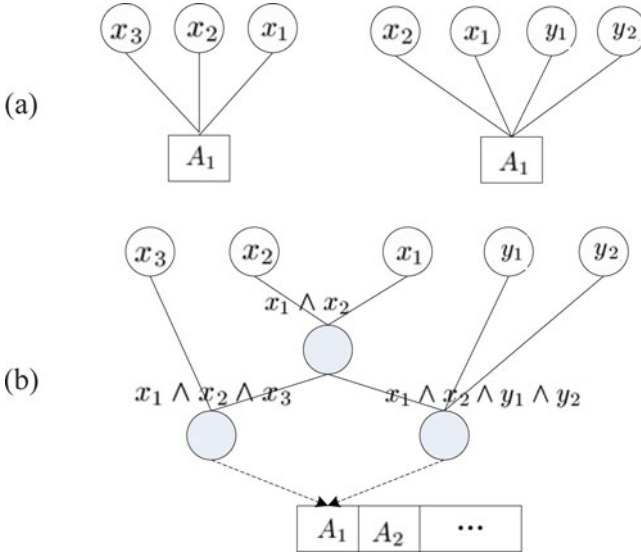 x₃ x₂ x₁ x₂ x₁ y₁ y₂
(a)
A₁ A₁
x₃ x₂ x₁ y₁ y₂
x₁ ∧ x₂
(b)
x₁ ∧ x₂ ∧ x₃ x₁ ∧ x₂ ∧ y₁ ∧ y₂
A₁ A₂ ...